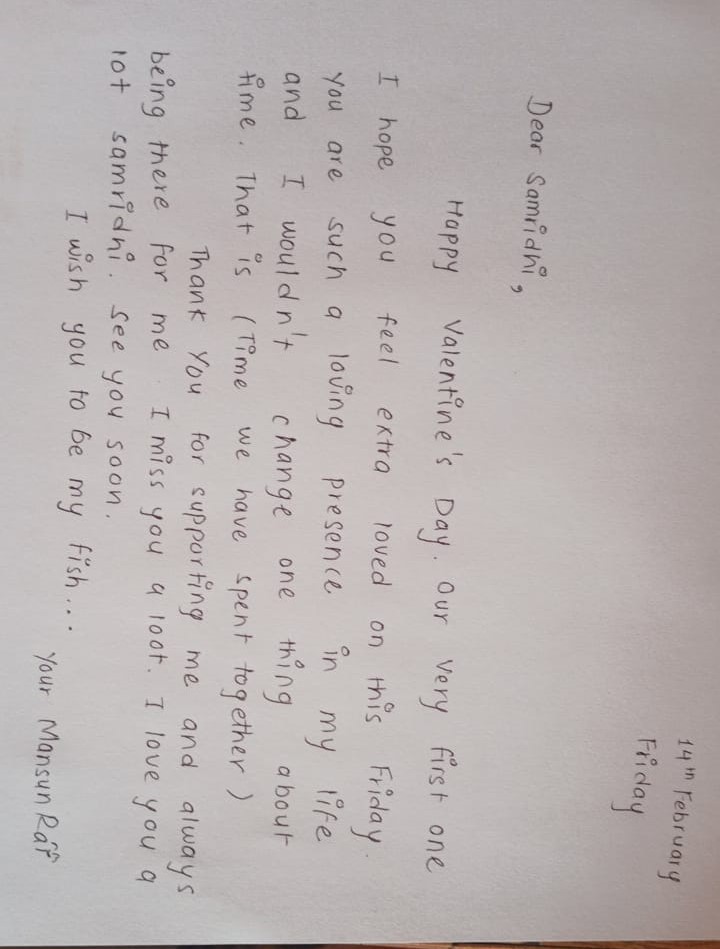 14th February
Friday
Dear Samridhi,
Happy Valentine's Day. Our very first one
I hope you feel extra loved on this Friday.
You are such a loving presence in my life
and I wouldn't change one thing about
time. That is (Time we have spent together)
Thank You for supporting me and always
being there for me. I miss you a loot. I love you a
lot samridhi. See you soon.
I wish you to be my fish...
Your Mansun Rai